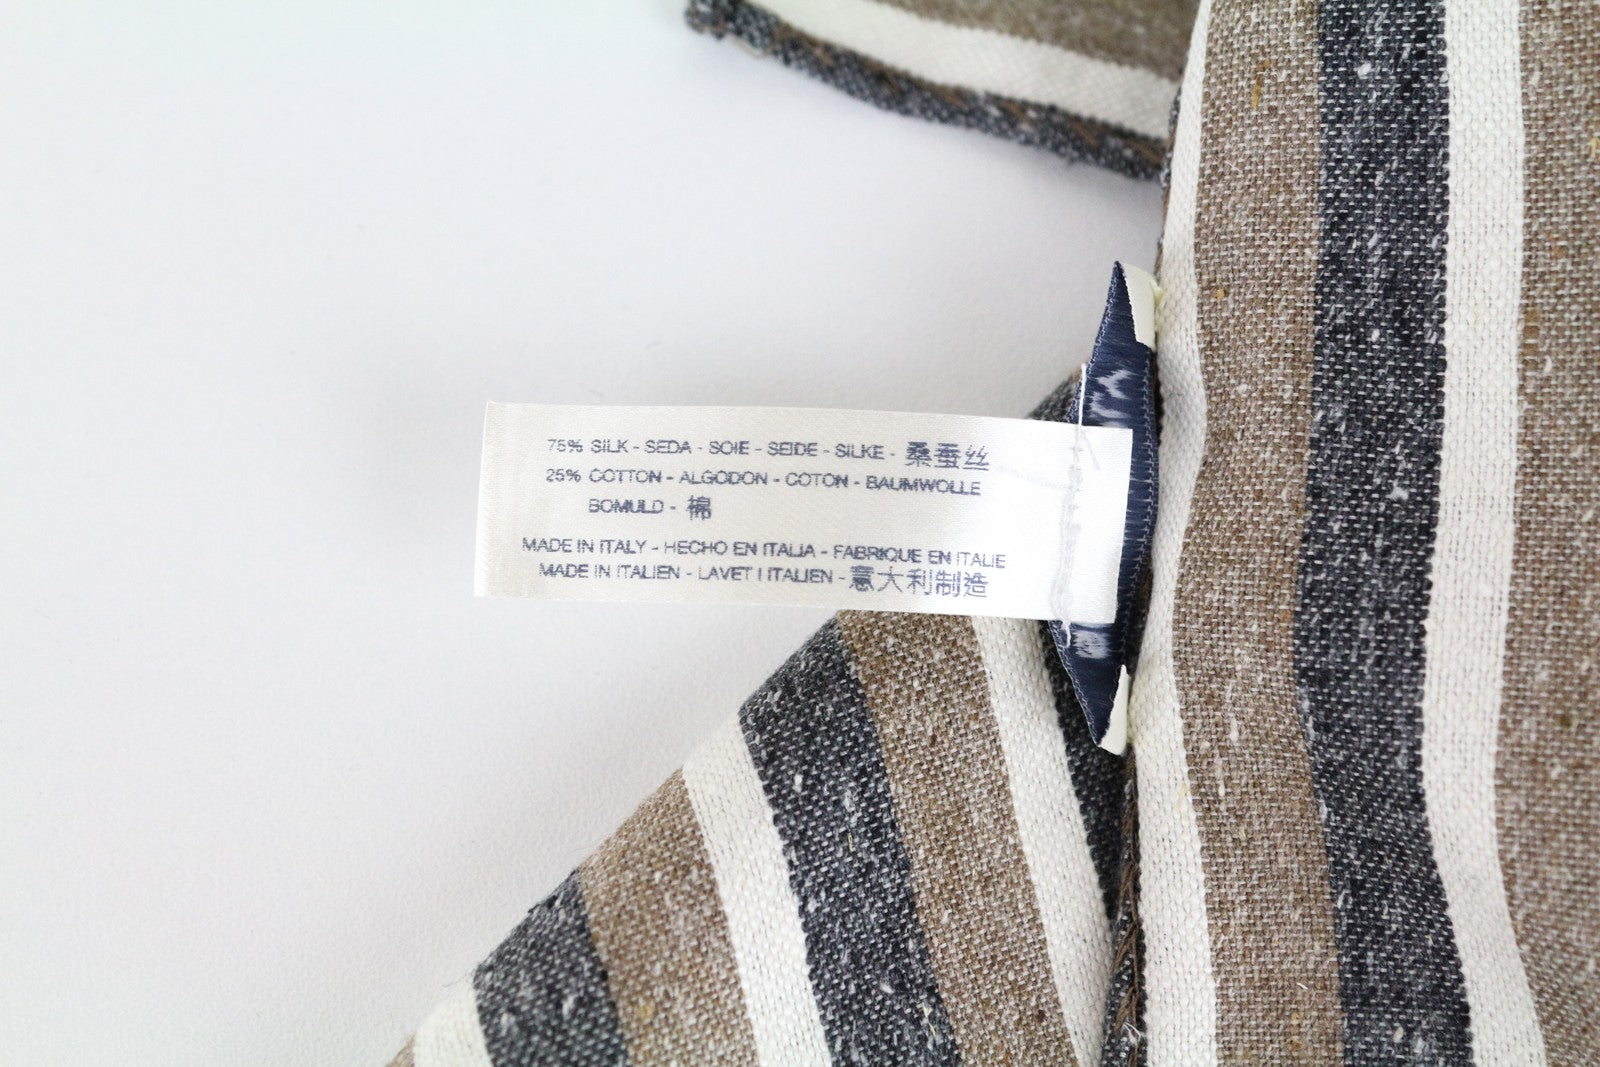 75% SILK - SEDA - SOIE - SEIDE - SILKE - 桑蚕丝
25% COTTON - ALGODON - COTON - BAUMWOLLE
BOMULD - 棉
MADE IN ITALY - HECHO EN ITALIA - FABRIQUE EN ITALIE
MADE IN ITALIEN - LAVET I ITALIEN - 意大利制造